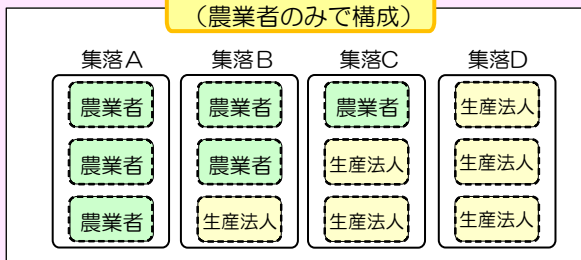 （農業者のみで構成）
集落A 集落B 集落C 集落D
農業者 農業者 農業者 生産法人
農業者 農業者 生産法人 生産法人
農業者 生産法人 生産法人 生産法人